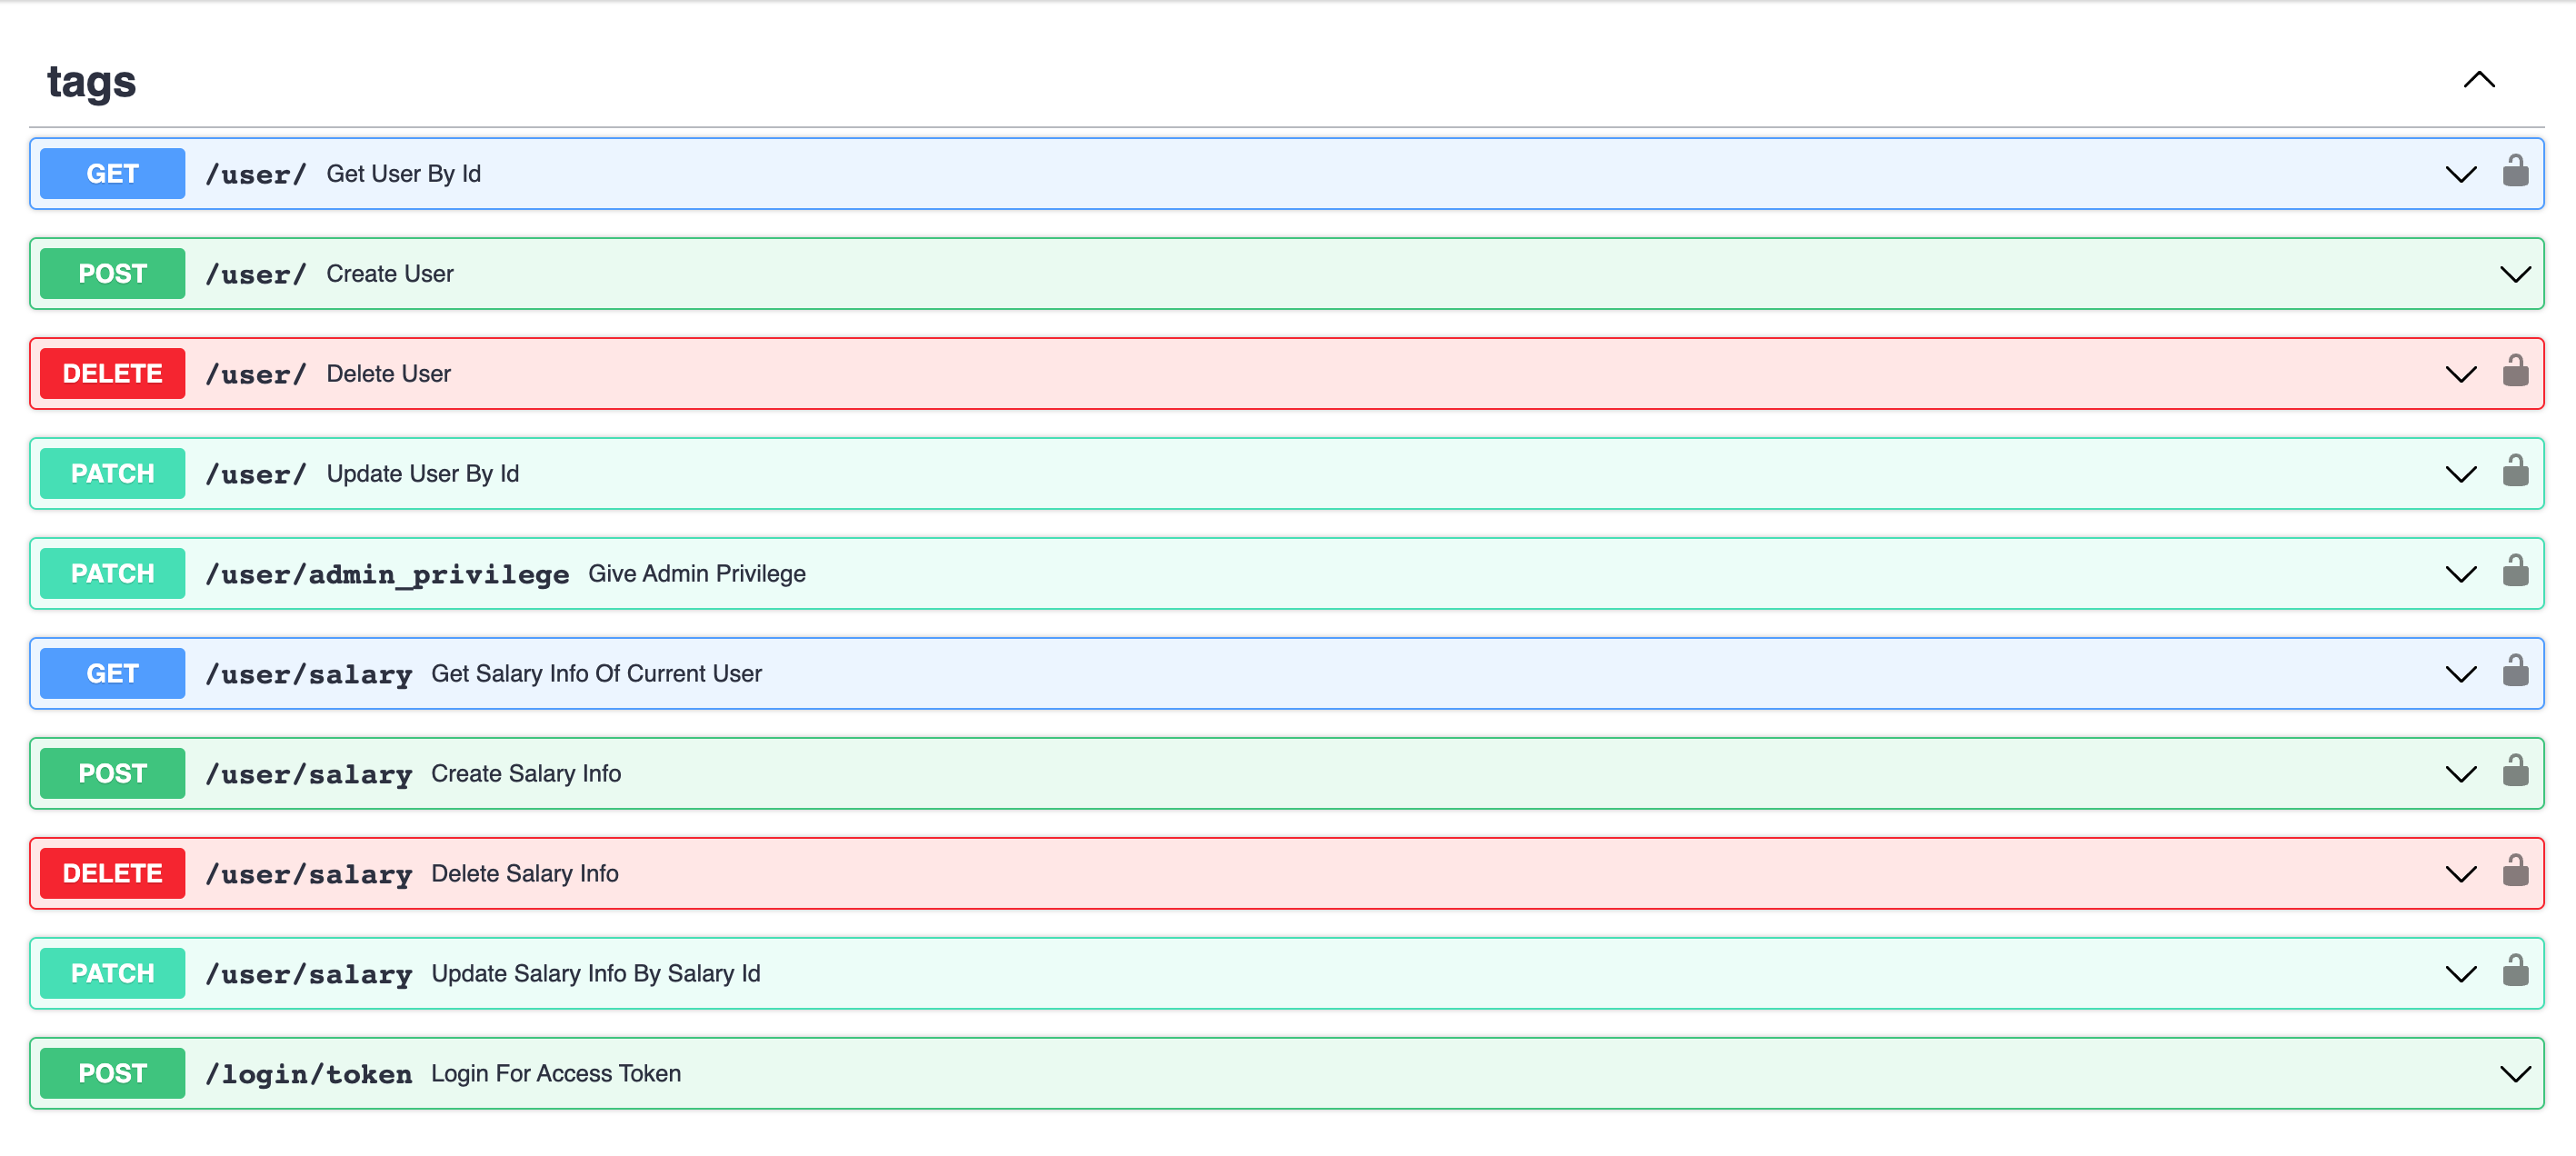 tags
GET /user/ Get User By Id
POST /user/ Create User
DELETE /user/ Delete User
PATCH /user/ Update User By Id
PATCH /user/admin_privilege Give Admin Privilege
GET /user/salary Get Salary Info Of Current User
POST /user/salary Create Salary Info
DELETE /user/salary Delete Salary Info
PATCH /user/salary Update Salary Info By Salary Id
POST /login/token Login For Access Token